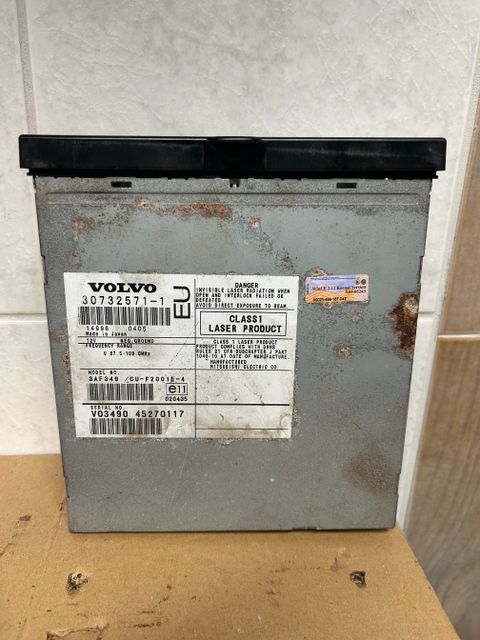 VOLVO
30732571-1
EU
14996 0405
Made in Japan
12V NEG.GROUND
FREQUENCY RANGE
U 87.5-108.0MHz
MODEL NO.
3AF349 /CU-F2001B-4
e11
020435
SERIAL NO.
V03490 45270117
DANGER
INVISIBLE LASER RADIATION WHEN
OPEN AND INTERLOCK FAILED OR
DEFEATED.
AVOID DIRECT EXPOSURE TO BEAM.
CLASS1
LASER PRODUCT
CLASS 1 LASER PRODUCT
PRODUCT COMPLIES WITH DHHS
RULES 21 CFR SUBCHAPTER J PART
1040.10 AT DATE OF MANUFACTURE.
MANUFACTURED
MITSUBISHI ELECTRIC CO.